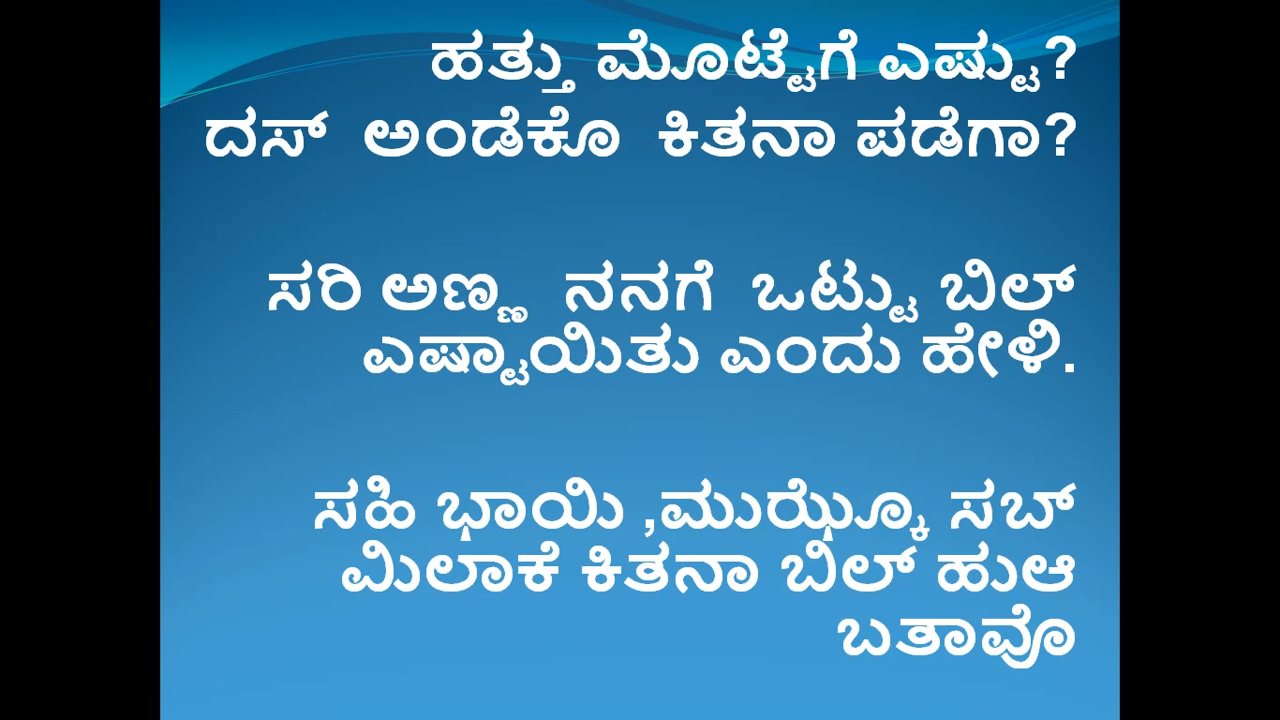 ಹತ್ತು ಮೊಟ್ಟೆಗೆ ಎಷ್ಟು?
ದಸ್ ಅಂಡೆಕೊ ಕಿತನಾ ಪಡೆಗಾ?
ಸರಿ ಅಣ್ಣ ನನಗೆ ಒಟ್ಟು ಬಿಲ್
ಎಷ್ಟಾಯಿತು ಎಂದು ಹೇಳಿ.
ಸಹಿ ಭಾಯಿ ,ಮುಝ್ಕೊ ಸಬ್
ಮಿಲಾಕೆ ಕಿತನಾ ಬಿಲ್ ಹುಆ
ಬತಾವೊ